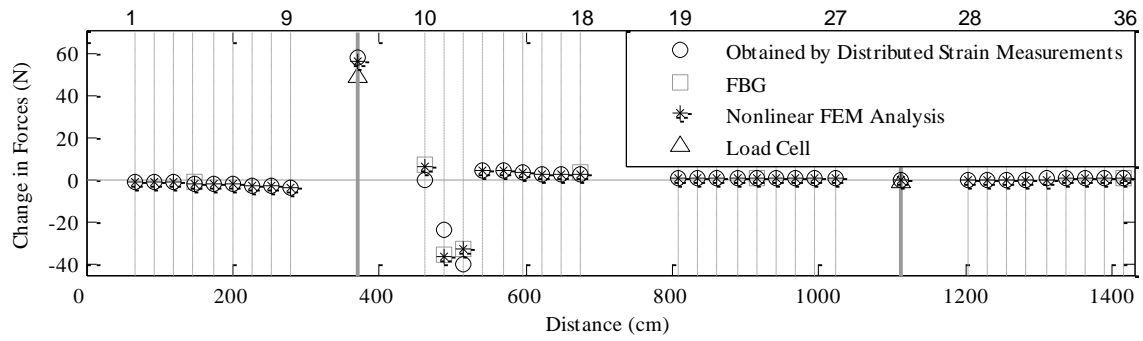 1 9 10 18 19 27 28 36
60
40
20
0
-20
-40
Change in Forces (N)
Obtained by Distributed Strain Measurements
FBG
Nonlinear FEM Analysis
Load Cell
0 200 400 600 800 1000 1200 1400
Distance (cm)